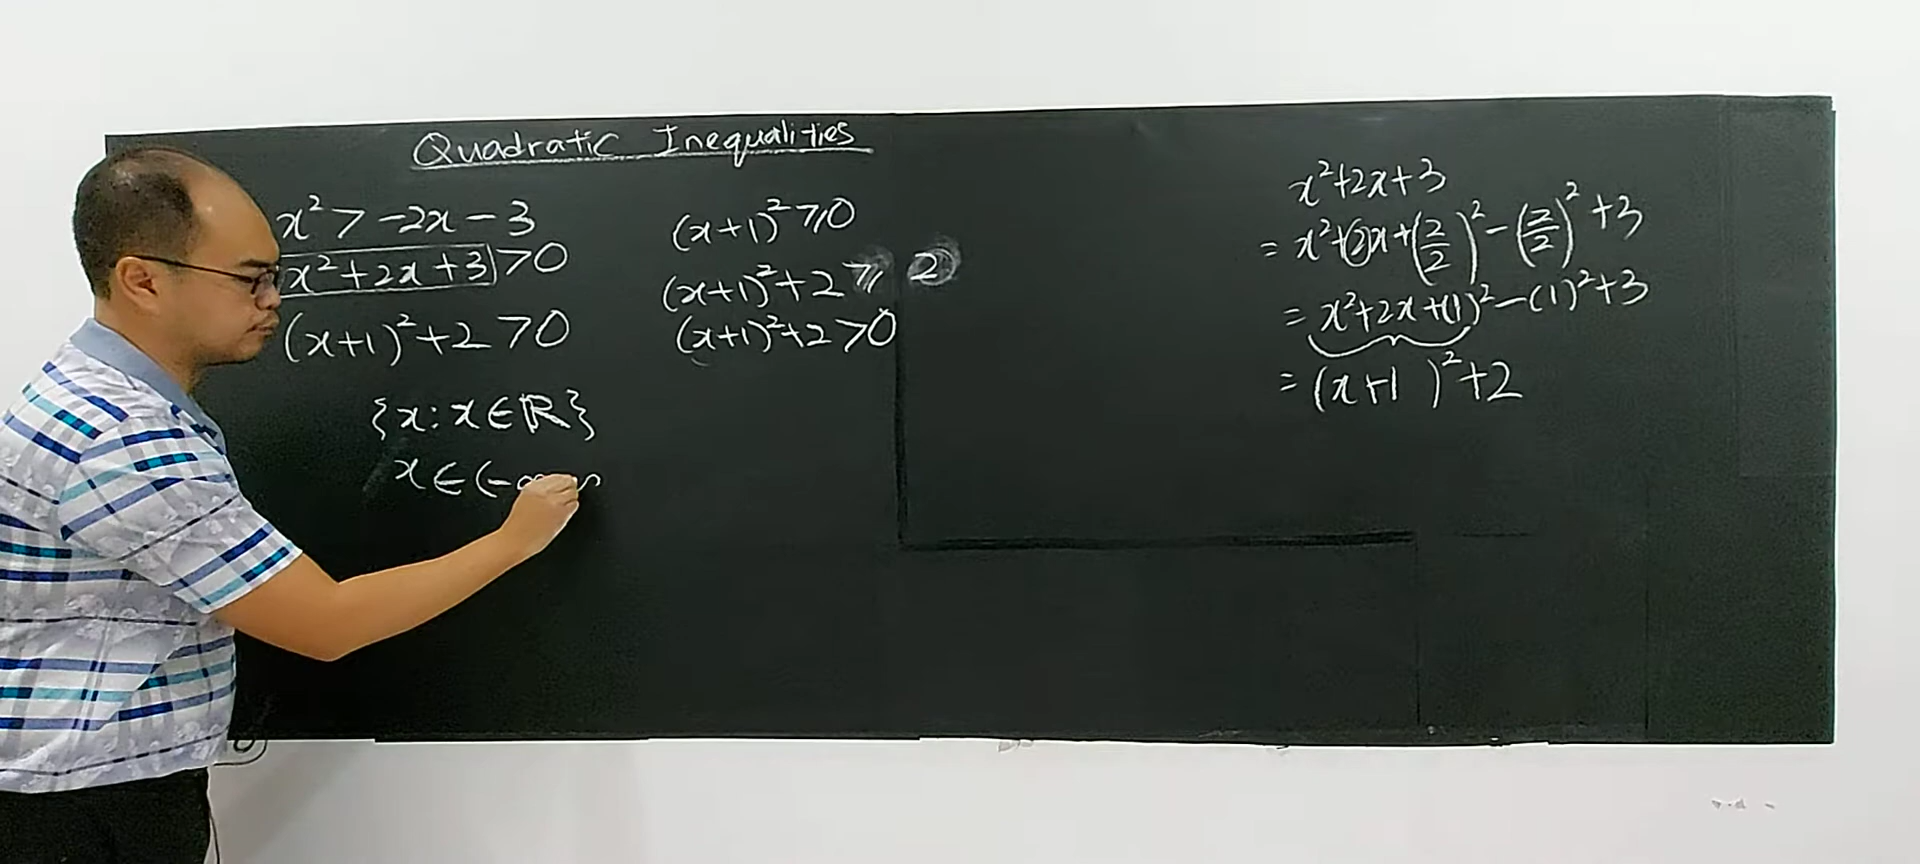 Quadratic Inequalities
x² > -2x - 3
x² + 2x + 3 > 0
(x+1)² + 2 > 0
{x: x ∈ ℝ}
x ∈ (-∞
(x+1)² ⩾ 0
(x+1)² + 2 ⩾ 2
(x+1)² + 2 > 0
x² + 2x + 3
= x² + 2x + (2/2)² - (2/2)² + 3
= x² + 2x + (1)² - (1)² + 3
= (x+1)² + 2